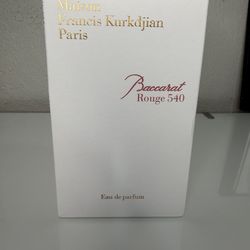 Maison
Francis Kurkdjian
Paris
Baccarat
Rouge 540
Eau de parfum